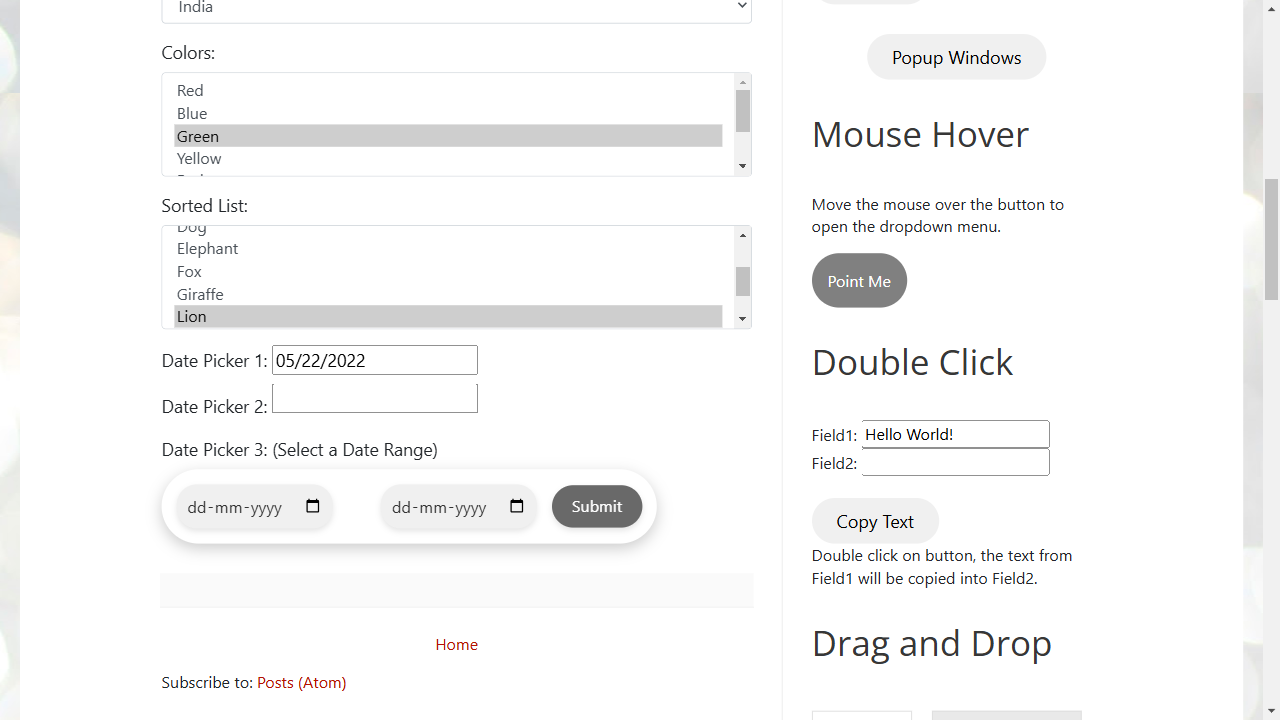 India
Colors:
Red
Blue
Green
Yellow
Sorted List:
Dog
Elephant
Fox
Giraffe
Lion
Date Picker 1: 05/22/2022
Date Picker 2:
Date Picker 3: (Select a Date Range)
dd-mm-yyyy dd-mm-yyyy Submit
Home
Subscribe to: Posts (Atom)
Popup Windows
Mouse Hover
Move the mouse over the button to
open the dropdown menu.
Point Me
Double Click
Field1: Hello World!
Field2:
Copy Text
Double click on button, the text from
Field1 will be copied into Field2.
Drag and Drop